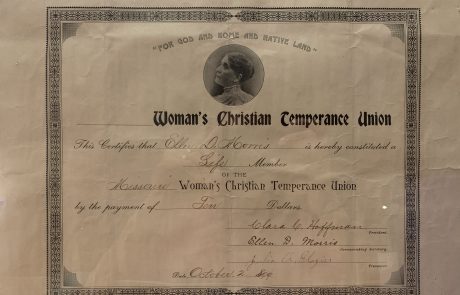 "FOR GOD AND HOME AND NATIVE LAND"
Woman's Christian Temperance Union
This Certifies that Ellen D. Morris is hereby constituted a
Life Member
OF THE
Missouri Woman's Christian Temperance Union
by the payment of Ten Dollars
Clara C. Hoffman
President
Ellen D. Morris
Corresponding Secretary
Treasurer
Date October 2